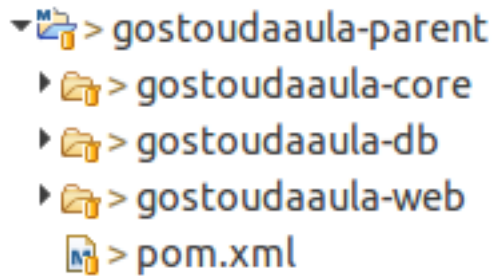 > gostoudaaula-parent
> gostoudaaula-core
> gostoudaaula-db
> gostoudaaula-web
> pom.xml